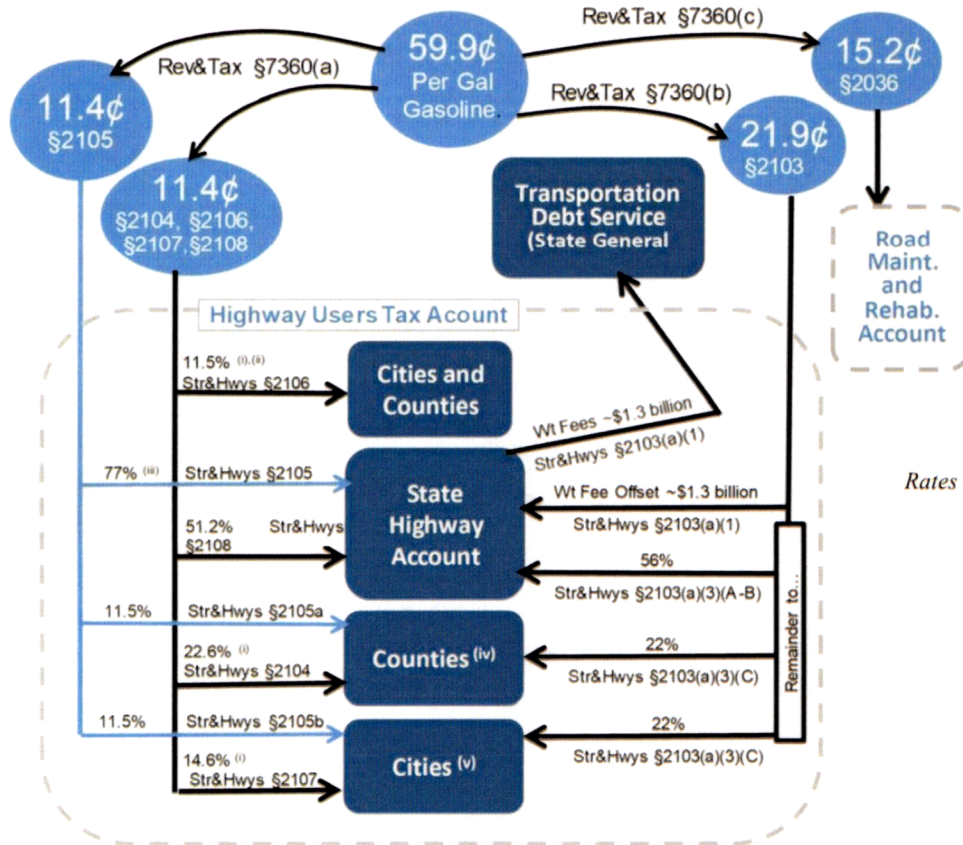 59.9¢
Per Gal
Gasoline.
Rev&Tax §7360(c)
15.2¢
§2036
Rev&Tax §7360(a)
Rev&Tax §7360(b)
11.4¢
§2105
21.9¢
§2103
11.4¢
§2104, §2106,
§2107,§2108
Transportation
Debt Service
(State General
Road
Maint.
and
Rehab.
Account
Highway Users Tax Account
11.5% (i),(ii)
Str&Hwys §2106
Cities and
Counties
Wt Fees ~$1.3 billion
Str&Hwys §2103(a)(1)
77% (iii) Str&Hwys §2105
State
Highway
Account
Wt Fee Offset ~$1.3 billion
Str&Hwys §2103(a)(1)
Rates
51.2% Str&Hwys
§2108
56%
Str&Hwys §2103(a)(3)(A-B)
Remainder to...
11.5% Str&Hwys §2105a
22.6% (i)
Str&Hwys §2104
Counties (iv)
22%
Str&Hwys §2103(a)(3)(C)
11.5% Str&Hwys §2105b
14.6% (i)
Str&Hwys §2107
Cities (v)
22%
Str&Hwys §2103(a)(3)(C)